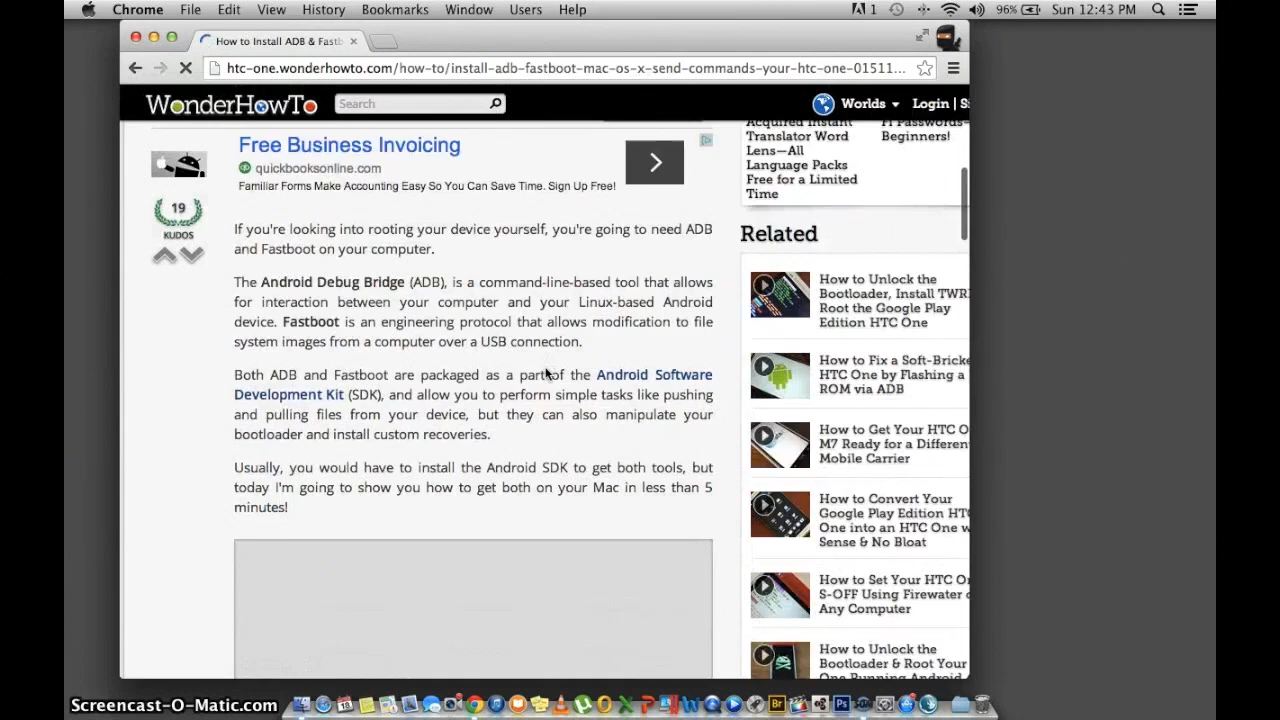 Chrome File Edit View History Bookmarks Window Users Help 1 96% Sun 12:43 PM
How to Install ADB & Fastb
htc-one.wonderhowto.com/how-to/install-adb-fastboot-mac-os-x-send-commands-your-htc-one-01511...
WonderHowTo Search Worlds Login | Si
Free Business Invoicing
quickbooksonline.com
Familiar Forms Make Accounting Easy So You Can Save Time. Sign Up Free!
19
KUDOS
If you're looking into rooting your device yourself, you're going to need ADB
and Fastboot on your computer.
The Android Debug Bridge (ADB), is a command-line-based tool that allows
for interaction between your computer and your Linux-based Android
device. Fastboot is an engineering protocol that allows modification to file
system images from a computer over a USB connection.
Both ADB and Fastboot are packaged as a part of the Android Software
Development Kit (SDK), and allow you to perform simple tasks like pushing
and pulling files from your device, but they can also manipulate your
bootloader and install custom recoveries.
Usually, you would have to install the Android SDK to get both tools, but
today I'm going to show you how to get both on your Mac in less than 5
minutes!
Acquired Instant
Translator Word
Lens—All
Language Packs
Free for a Limited
Time
Fi Passwords—
Beginners!
Related
How to Unlock the
Bootloader, Install TWR
Root the Google Play
Edition HTC One
How to Fix a Soft-Bricke
HTC One by Flashing a
ROM via ADB
How to Get Your HTC O
M7 Ready for a Differen
Mobile Carrier
How to Convert Your
Google Play Edition HT
One into an HTC One w
Sense & No Bloat
How to Set Your HTC O
S-OFF Using Firewater o
Any Computer
How to Unlock the
Bootloader & Root Your
One Running Android
Screencast-O-Matic.com